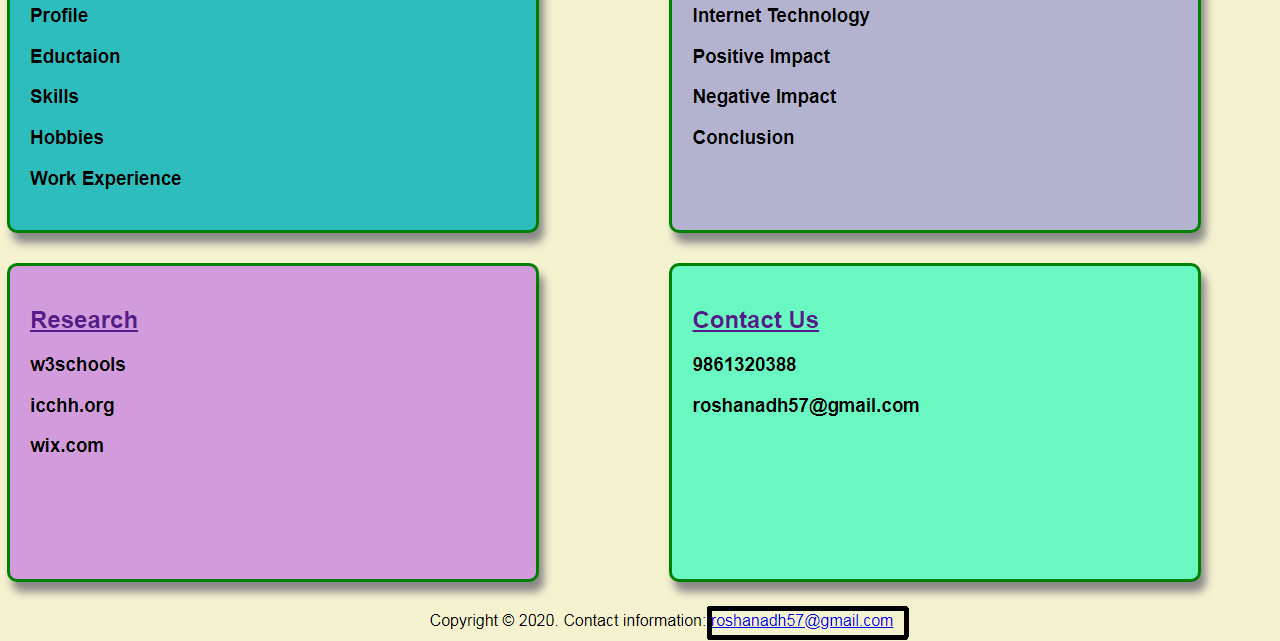 Profile
Eductaion
Skills
Hobbies
Work Experience
Internet Technology
Positive Impact
Negative Impact
Conclusion
Research
w3schools
icchh.org
wix.com
Contact Us
9861320388
roshanadh57@gmail.com
Copyright © 2020. Contact information: roshanadh57@gmail.com